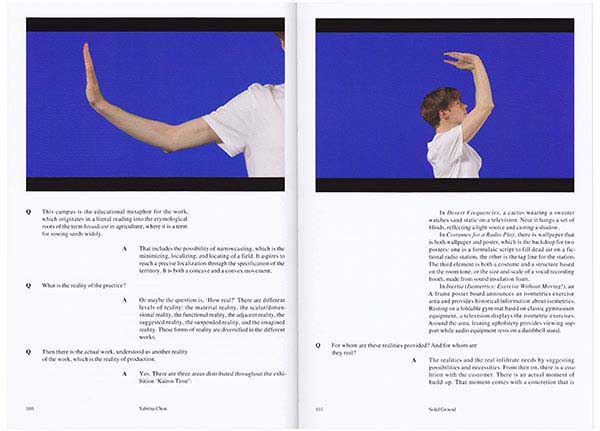 Q This campus is the educational metaphor for the work,
which originates in a literal reading into the etymological
roots of the term broadcast in agriculture, where it is a term
for sowing seeds widely.
A That includes the possibility of narrowcasting, which is the
minimizing, localizing, and locating of a field. It aspires to
reach a precise localization through the specification of the
territory. It is both a concave and a convex movement.
Q What is the reality of the practice?
A Or maybe the question is, ‘How real?’ There are different
levels of reality: the material reality, the ocular/dimen-
sional reality, the functional reality, the adjacent reality, the
suggested reality, the suspended reality, and the imagined
reality. These forms of reality are diversified in the different
works.
Q Then there is the actual work, understood as another reality
of the work, which is the reality of production.
A Yes. There are three areas distributed throughout the exhi-
bition ‘Kairos Time’:
Sabrina Chou
In Desert Frequencies, a cactus wearing a sweater
watches sand static on a television. Near it hangs a set of
blinds, reflecting a light source and casting a shadow.
In Costumes for a Radio Play, there is wallpaper that
is both wallpaper and poster, which is the backdrop for two
posters: one is a formulaic script to fill dead air on a fic-
tional radio station, the other is the tag line for the station.
The third element is both a costume and a structure based
on the room tone, or the size and scale of a vocal recording
booth, made from sound insulation foam.
In Inertia (Isometrics: Exercise Without Moving!), an
A frame poster board announces an isometrics exercise
area and provides historical information about isometrics.
Resting on a foldable gym mat based on classic gymnasium
equipment, a television displays the isometric exercises.
Around the area, leaning upholstery provides viewing sup-
port while audio equipment rests on a dumbbell stand.
Q For whom are these realities provided? And for whom are
they real?
A The realities and the real infiltrate needs by suggesting
possibilities and necessities. From then on, there is a coa-
lition with the customer. There is an actual moment of
build-up. That moment comes with a concretion that is
Solid Ground